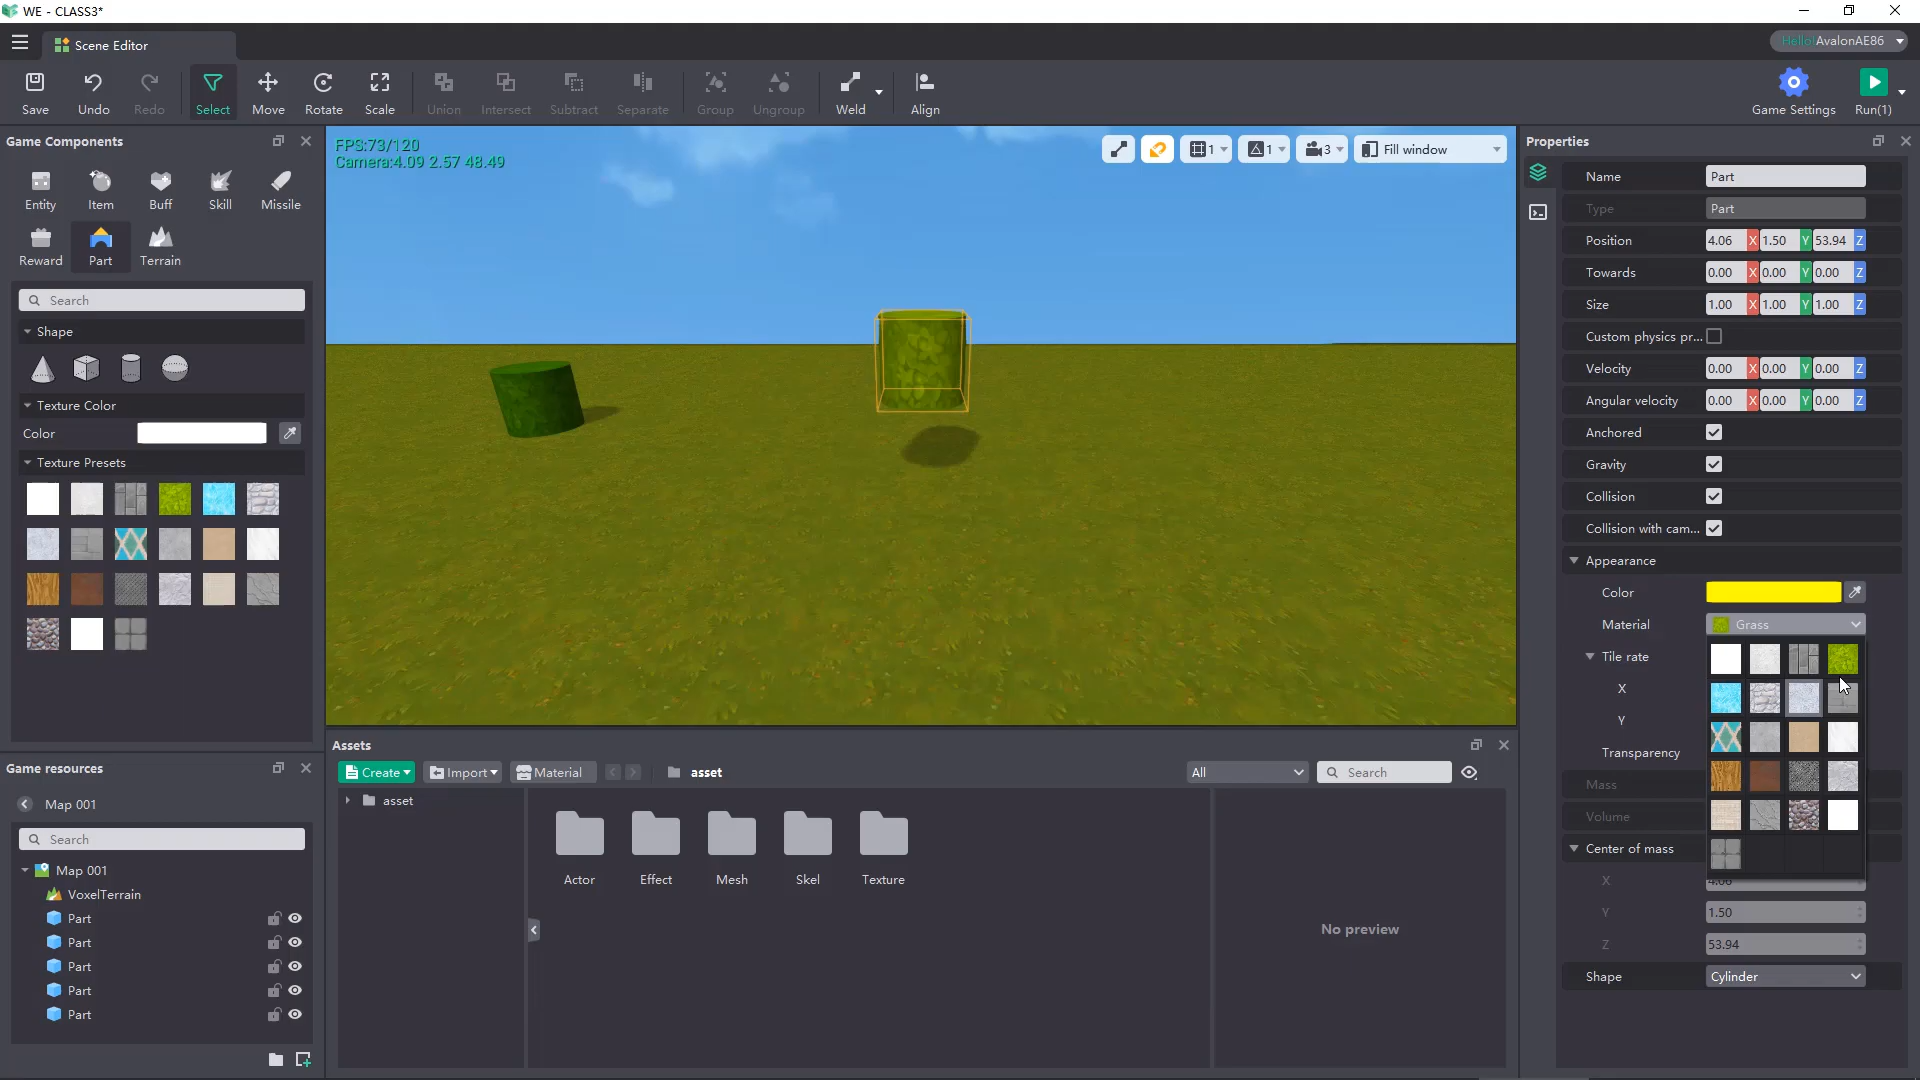 WE - CLASS3*
Scene Editor
Hello! AvalonAE86
Save
Undo
Redo
Select
Move
Rotate
Scale
Union
Intersect
Subtract
Separate
Group
Ungroup
Weld
Align
Game Settings
Run(1)
Game Components
Entity
Item
Buff
Skill
Missile
Reward
Part
Terrain
Search
Shape
Texture Color
Color
Texture Presets
FPS:73/120
Camera:4.09 2.57 48.49
1
1
3
Fill window
Properties
Name
Part
Type
Part
Position
4.06 X 1.50 Y 53.94 Z
Towards
0.00 X 0.00 Y 0.00 Z
Size
1.00 X 1.00 Y 1.00 Z
Custom physics pr...
Velocity
0.00 X 0.00 Y 0.00 Z
Angular velocity
0.00 X 0.00 Y 0.00 Z
Anchored
Gravity
Collision
Collision with cam...
Appearance
Color
Material
Grass
Tile rate
X
Y
Transparency
Mass
Volume
Center of mass
X
4.06
Y
1.50
Z
53.94
Shape
Cylinder
Game resources
Map 001
Search
Map 001
VoxelTerrain
Part
Part
Part
Part
Part
Assets
Create
Import
Material
asset
All
Search
asset
Actor
Effect
Mesh
Skel
Texture
No preview